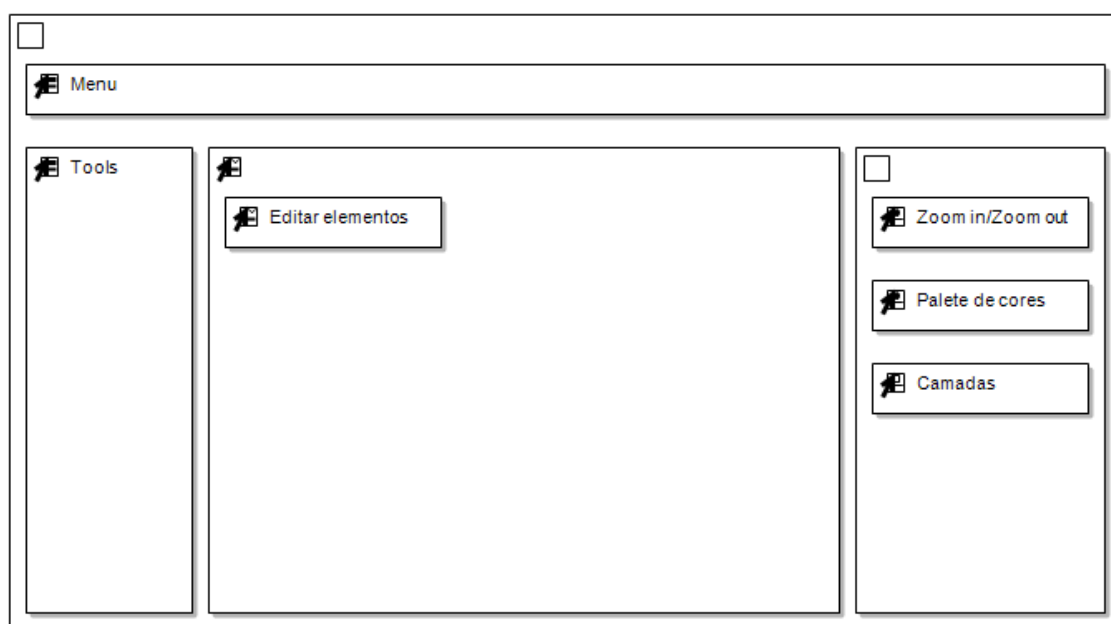 Menu
Tools
Editar elementos
Zoom in/Zoom out
Palete de cores
Camadas